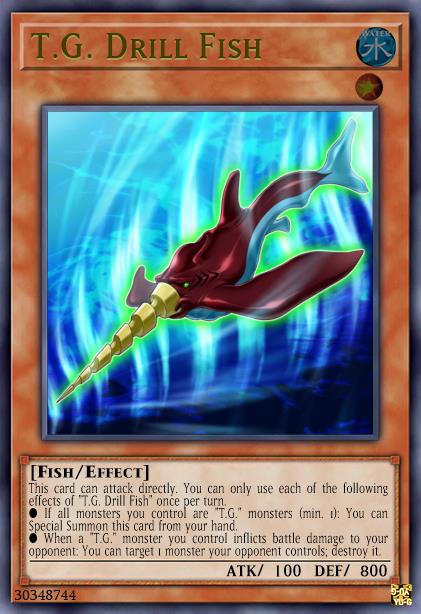 T.G. Drill Fish
WATER
水
[Fish/Effect]
This card can attack directly. You can only use each of the following
effects of "T.G. Drill Fish" once per turn.
● If all monsters you control are "T.G." monsters (min. 1): You can
Special Summon this card from your hand.
● When a "T.G." monster you control inflicts battle damage to your
opponent: You can target 1 monster your opponent controls; destroy it.
ATK/ 100 DEF/ 800
30348744